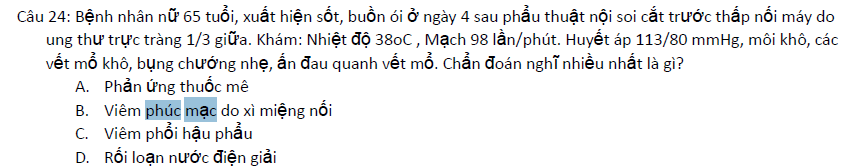 Câu 24: Bệnh nhân nữ 65 tuổi, xuất hiện sốt, buồn ói ở ngày 4 sau phẫu thuật nội soi cắt trước thấp nối máy do
ung thư trực tràng 1/3 giữa. Khám: Nhiệt độ 38oC , Mạch 98 lần/phút. Huyết áp 113/80 mmHg, môi khô, các
vết mổ khô, bụng chướng nhẹ, ấn đau quanh vết mổ. Chẩn đoán nghĩ nhiều nhất là gì?
A. Phản ứng thuốc mê
B. Viêm phúc mạc do xì miệng nối
C. Viêm phổi hậu phẫu
D. Rối loạn nước điện giải